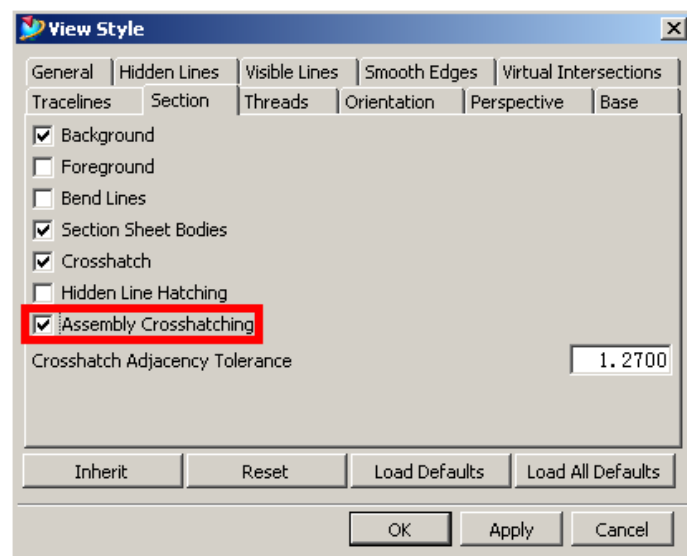 View Style
General Hidden Lines Visible Lines Smooth Edges Virtual Intersections
Tracelines Section Threads Orientation Perspective Base
Background
Foreground
Bend Lines
Section Sheet Bodies
Crosshatch
Hidden Line Hatching
Assembly Crosshatching
Crosshatch Adjacency Tolerance 1.2700
Inherit Reset Load Defaults Load All Defaults
OK Apply Cancel